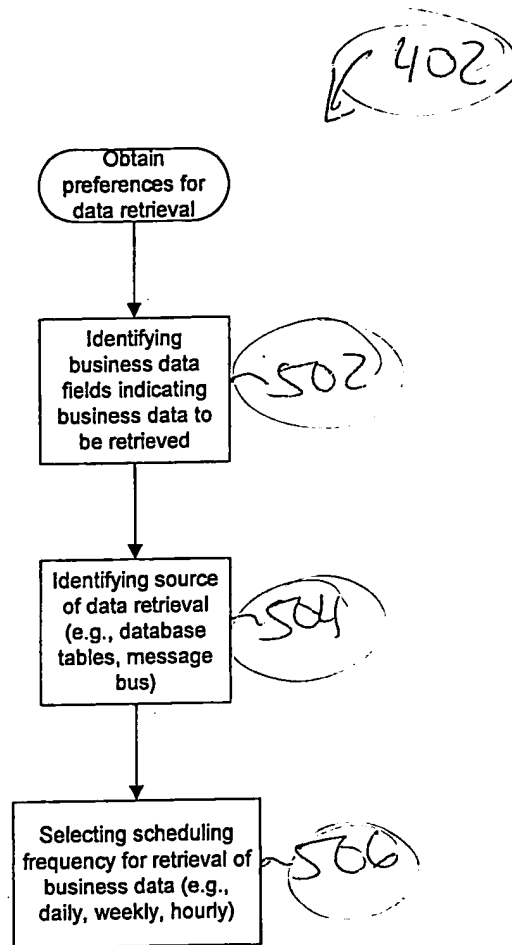 402
Obtain
preferences for
data retrieval
Identifying
business data
fields indicating
business data to
be retrieved
502
Identifying source
of data retrieval
(e.g., database
tables, message
bus)
504
Selecting scheduling
frequency for retrieval of
business data (e.g.,
daily, weekly, hourly)
506